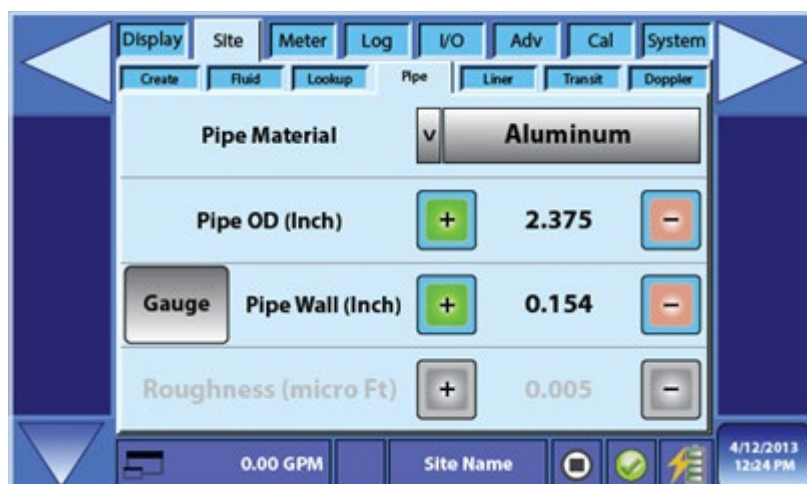 Display Site Meter Log I/O Adv Cal System
Create Fluid Lookup Pipe Liner Transit Doppler
Pipe Material v Aluminum
Pipe OD (Inch) + 2.375 -
Gauge Pipe Wall (Inch) + 0.154 -
Roughness (micro Ft) + 0.005 -
0.00 GPM Site Name 4/12/2013
12:24 PM